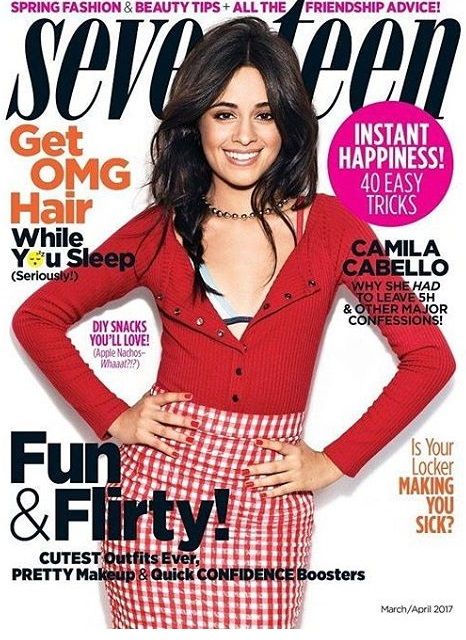 SPRING FASHION & BEAUTY TIPS + ALL THE FRIENDSHIP ADVICE!
seventeen
Get
OMG
Hair
While
You Sleep
(Seriously!)
INSTANT
HAPPINESS!
40 EASY
TRICKS
CAMILA
CABELLO
WHY SHE HAD
TO LEAVE 5H
& OTHER MAJOR
CONFESSIONS!
DIY SNACKS
YOU'LL LOVE!
(Apple Nachos–
Whaaat?!?)
Fun
& Flirty!
CUTEST Outfits Ever,
PRETTY Makeup & Quick CONFIDENCE Boosters
Is Your
Locker
MAKING
YOU
SICK?
March/April 2017